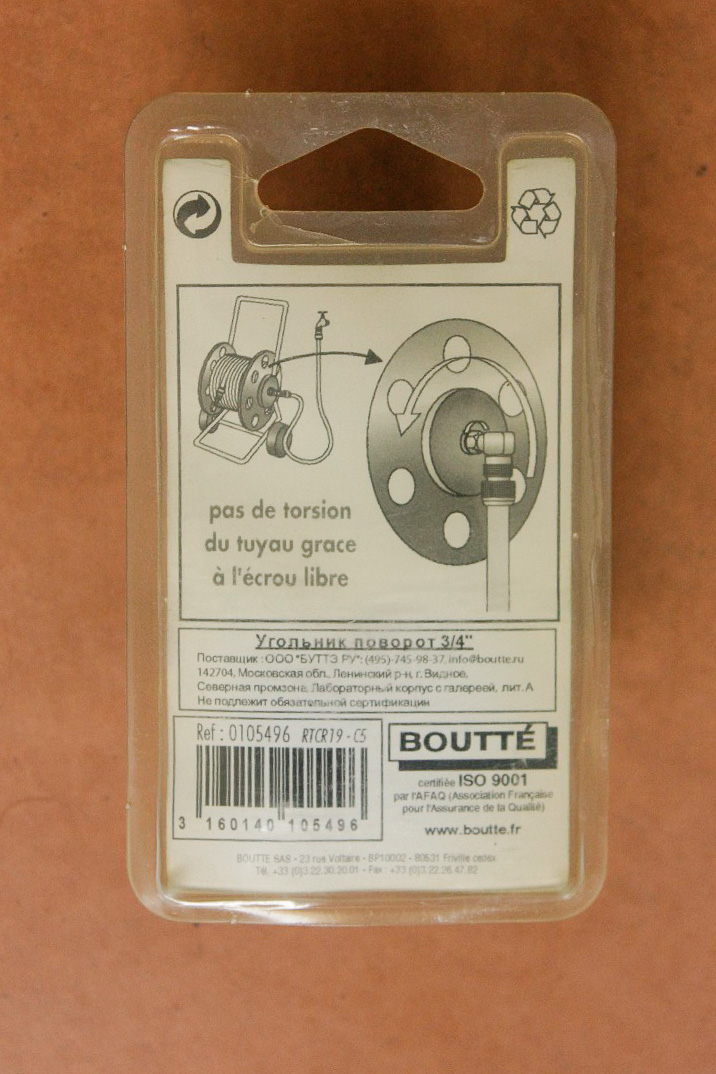 pas de torsion
du tuyau grace
à l'écrou libre
Угольник поворот 3/4"
Поставщик : ООО "БУТТЭ РУ": (495)-745-98-37, info@boutte.ru
142704, Московская обл., Ленинский р-н, г. Видное,
Северная промзона, Лабораторный корпус с галереей, лит. А
Не подлежит обязательной сертификации
Ref : 0105496 RTCR19 - C5
3 160140 105496
BOUTTÉ
certifiée ISO 9001
par l'AFAQ (Association Française
pour l'Assurance de la Qualité)
www.boutte.fr
BOUTTE SAS - 23 rue Voltaire - BP10002 - 80531 Friville cedex
Tél. +33 (0)3.22.30.20.01 - Fax : +33 (0)3.22.26.47.82